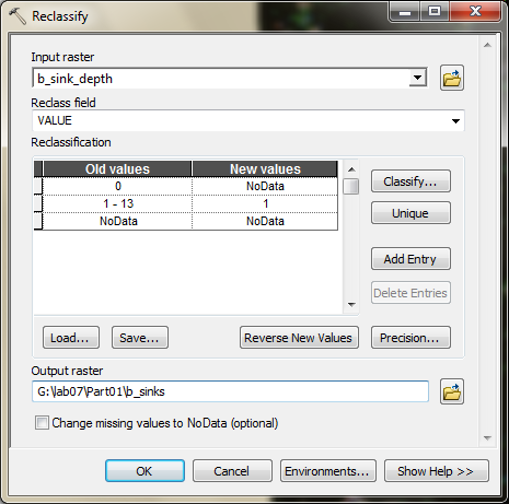 Reclassify
Input raster
b_sink_depth
Reclass field
VALUE
Reclassification
Old values New values
0 NoData
1 - 13 1
NoData NoData
Classify...
Unique
Add Entry
Delete Entries
Load... Save... Reverse New Values Precision...
Output raster
G:\lab07\Part01\b_sinks
Change missing values to NoData (optional)
OK Cancel Environments... Show Help >>